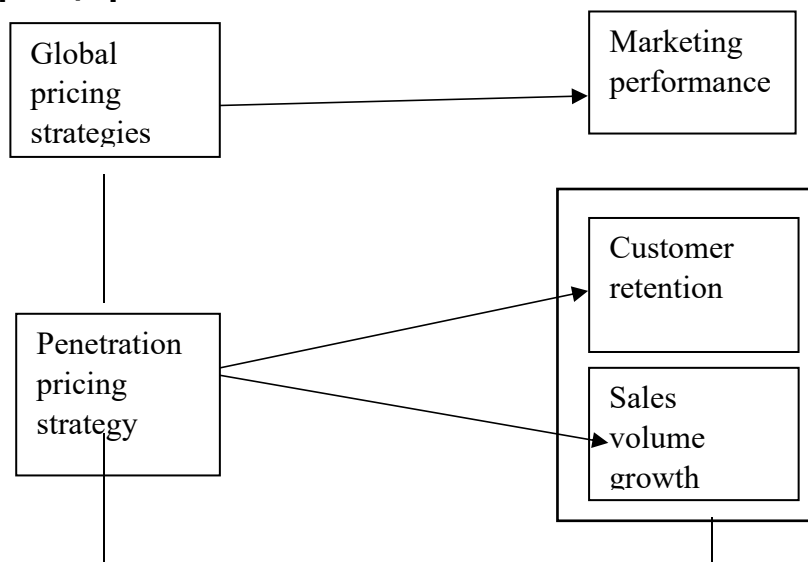 Global
pricing
strategies
Marketing
performance
Customer
retention
Penetration
pricing
strategy
Sales
volume
growth